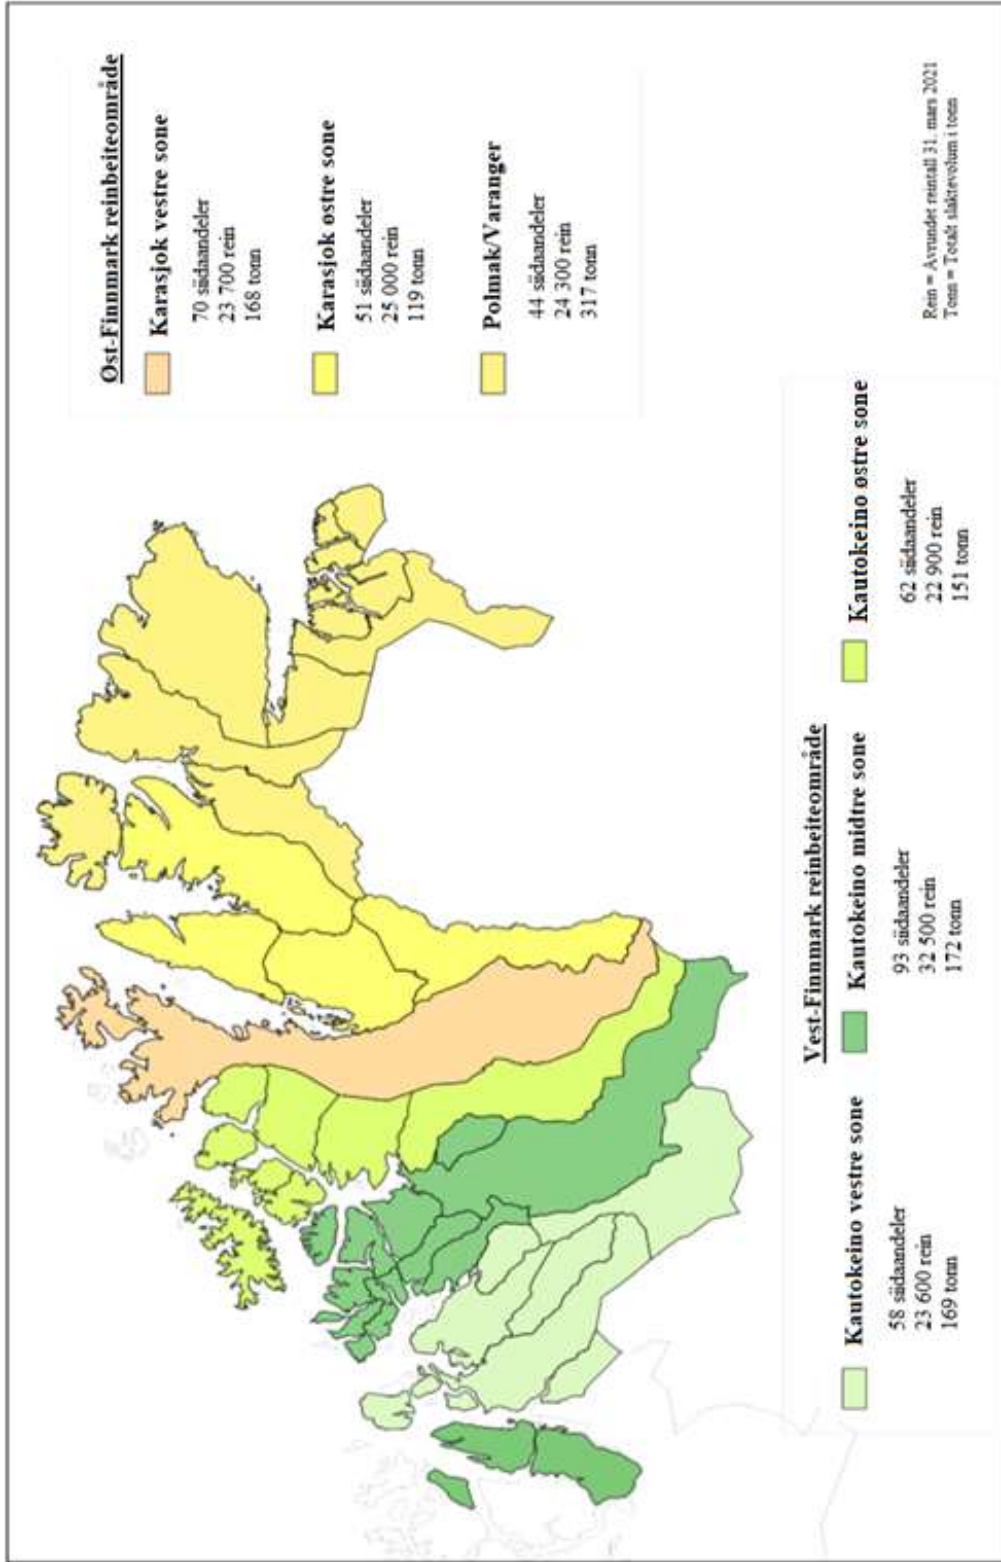 Øst-Finnmark reinbeiteområde
Karasjok vestre sone
70 siidaandeler
23 700 rein
168 tonn
Karasjok østre sone
51 siidaandeler
25 000 rein
119 tonn
Polmak/Varanger
44 siidaandeler
24 300 rein
317 tonn
Vest-Finnmark reinbeiteområde
Kautokeino vestre sone
58 siidaandeler
23 600 rein
169 tonn
Kautokeino midtre sone
93 siidaandeler
32 500 rein
172 tonn
Kautokeino østre sone
62 siidaandeler
22 900 rein
151 tonn
Rein = Avrundet reintall 31. mars 2021
Tonn = Totalt slaktevolum i tonn